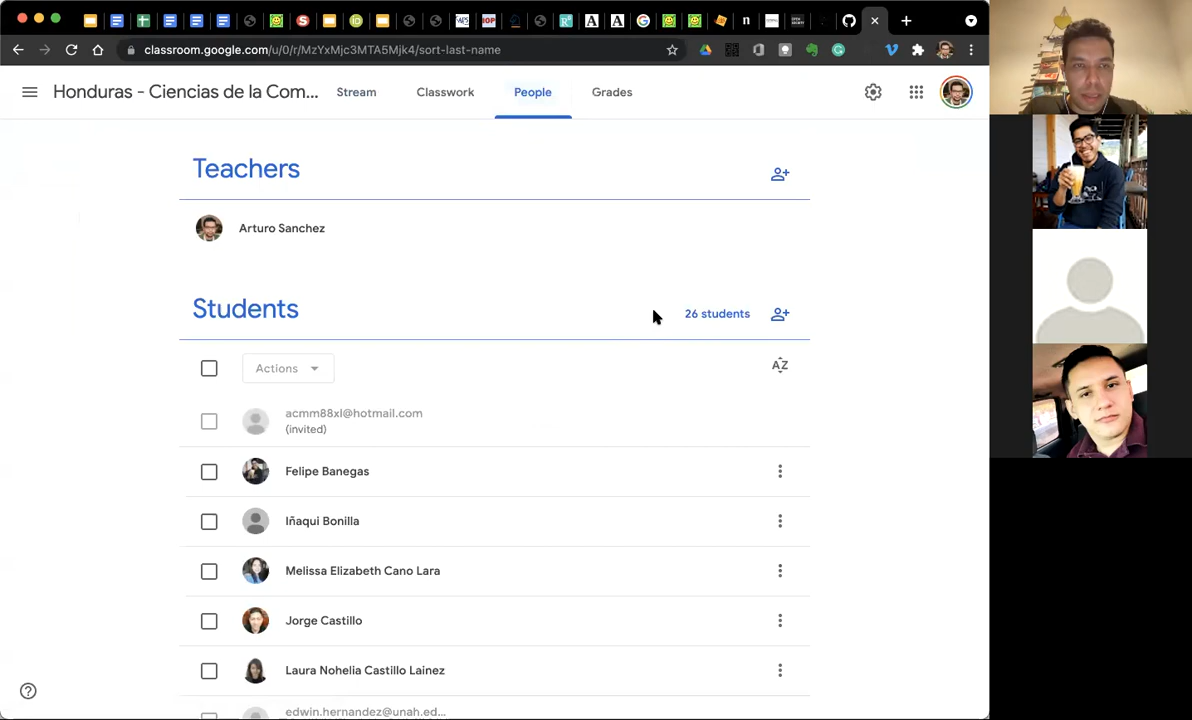 classroom.google.com/u/0/r/MzYxMjc3MTA5Mjk4/sort-last-name
Honduras - Ciencias de la Com...
Stream
Classwork
People
Grades
Teachers
Arturo Sanchez
Students
26 students
Actions
AZ
acmm88xl@hotmail.com
(invited)
Felipe Banegas
Iñaqui Bonilla
Melissa Elizabeth Cano Lara
Jorge Castillo
Laura Nohelia Castillo Lainez
edwin.hernandez@unah.ed...